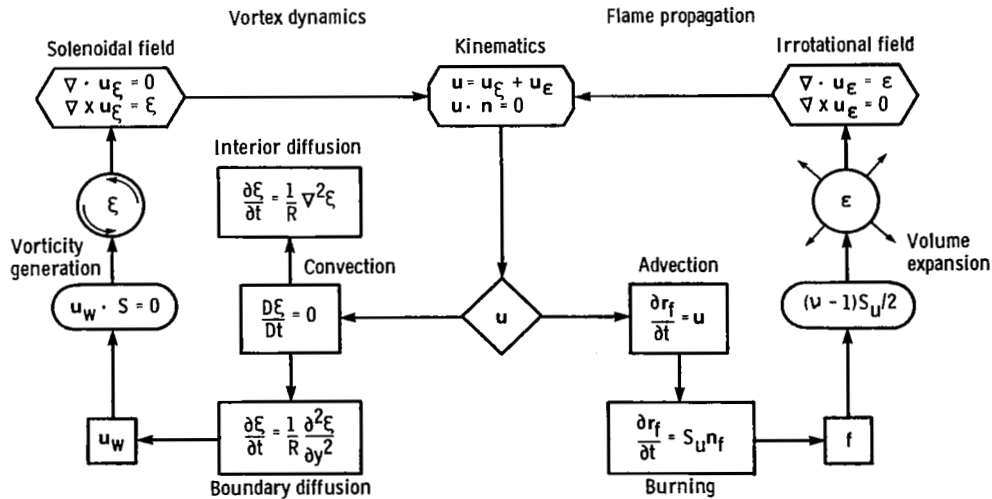 Vortex dynamics
Flame propagation
Solenoidal field
∇ · u_ξ = 0
∇ x u_ξ = ξ
Kinematics
u = u_ξ + u_ε
u · n = 0
Irrotational field
∇ · u_ε = ε
∇ x u_ε = 0
Interior diffusion
∂ξ/∂t = 1/R ∇²ξ
ξ
ε
Vorticity
generation
Volume
expansion
Convection
Dξ/Dt = 0
u_w · S = 0
u
Advection
∂r_f/∂t = u
(ν - 1)S_u/2
u_w
∂ξ/∂t = 1/R ∂²ξ/∂y²
Boundary diffusion
∂r_f/∂t = S_u n_f
Burning
f